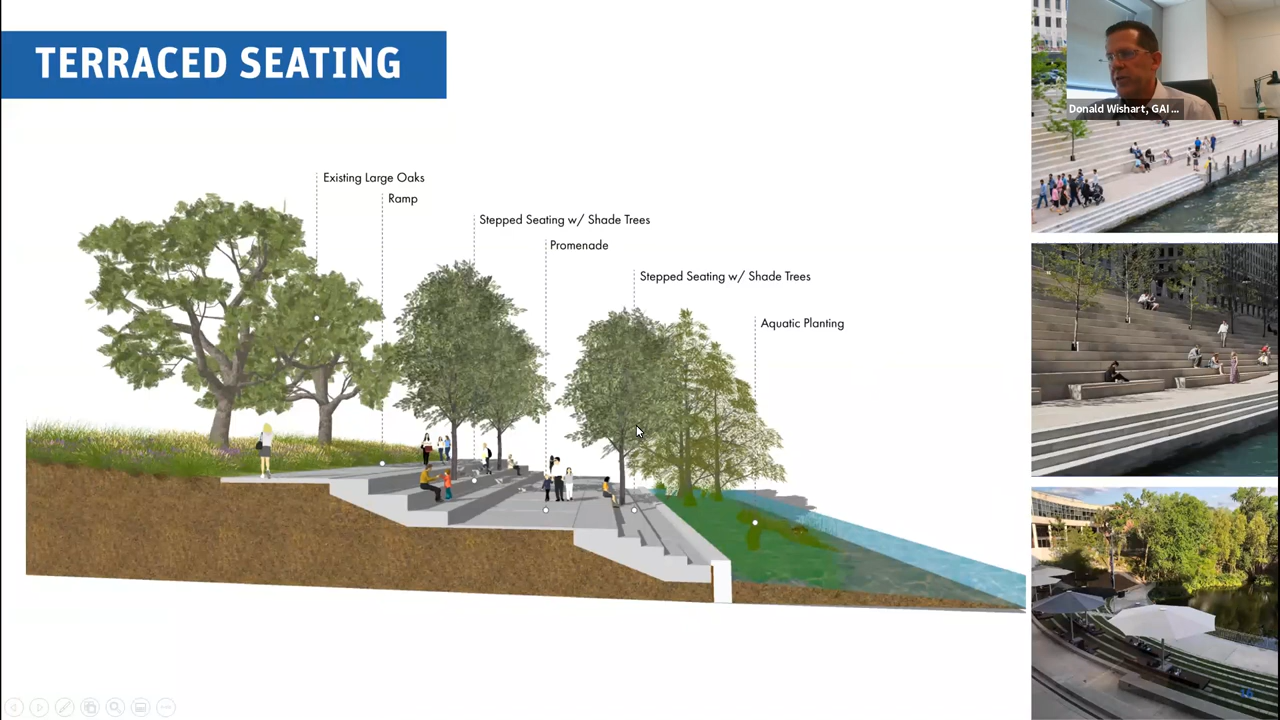 TERRACED SEATING
Existing Large Oaks
Ramp
Stepped Seating w/ Shade Trees
Promenade
Stepped Seating w/ Shade Trees
Aquatic Planting
Donald Wishart, GAI ...